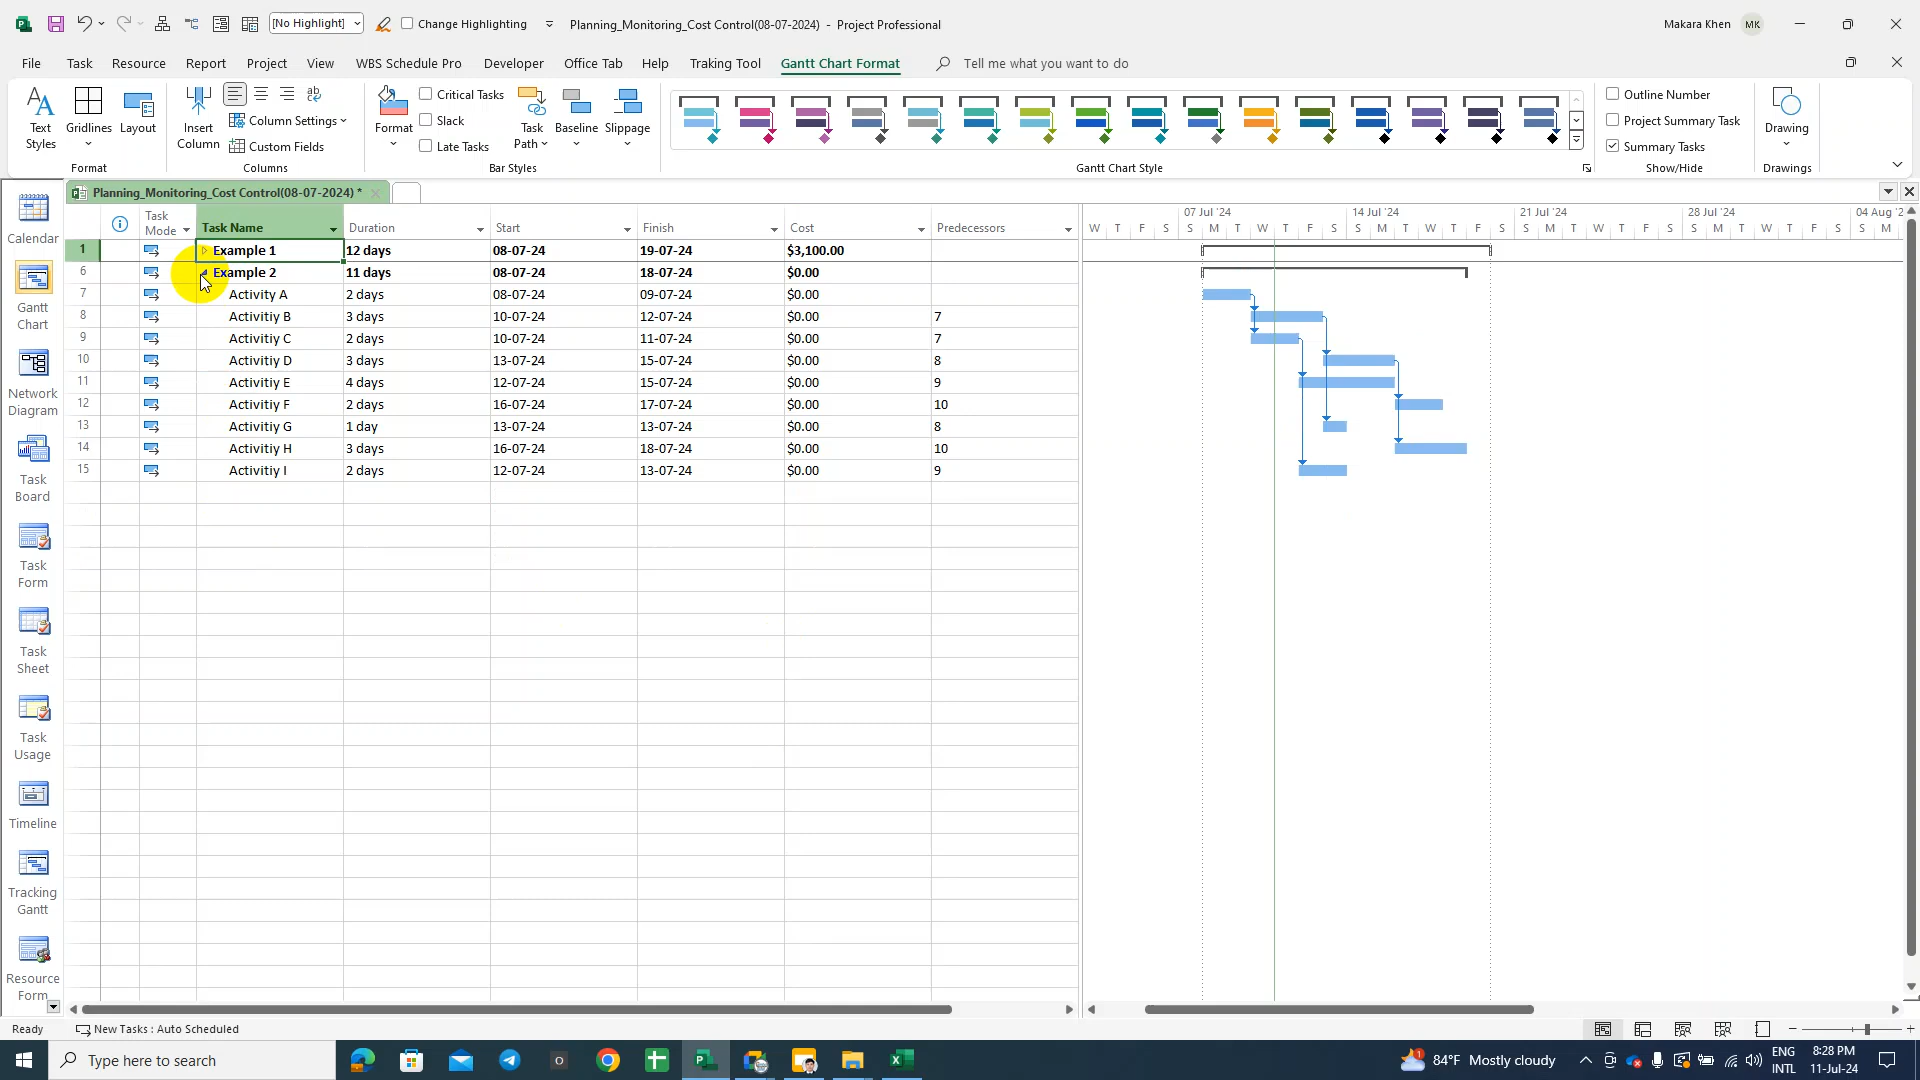 [No Highlight] Change Highlighting Planning_Monitoring_Cost Control(08-07-2024) - Project Professional Makara Khen MK
File Task Resource Report Project View WBS Schedule Pro Developer Office Tab Help Traking Tool Gantt Chart Format Tell me what you want to do
Text Styles Gridlines Layout
Format
Insert Column
ab
Column Settings
Custom Fields
Columns
Format
Critical Tasks
Slack
Late Tasks
Task Path Baseline Slippage
Bar Styles
Gantt Chart Style
Outline Number
Project Summary Task
Summary Tasks
Show/Hide
Drawing
Drawings
Planning_Monitoring_Cost Control(08-07-2024) *
Calendar
Gantt Chart
Network Diagram
Task Board
Task Form
Task Sheet
Task Usage
Timeline
Tracking Gantt
Resource Form
Task Mode Task Name Duration Start Finish Cost Predecessors
1 Example 1 12 days 08-07-24 19-07-24 $3,100.00
6 Example 2 11 days 08-07-24 18-07-24 $0.00
7 Activity A 2 days 08-07-24 09-07-24 $0.00
8 Activitiy B 3 days 10-07-24 12-07-24 $0.00 7
9 Activitiy C 2 days 10-07-24 11-07-24 $0.00 7
10 Activitiy D 3 days 13-07-24 15-07-24 $0.00 8
11 Activitiy E 4 days 12-07-24 15-07-24 $0.00 9
12 Activitiy F 2 days 16-07-24 17-07-24 $0.00 10
13 Activitiy G 1 day 13-07-24 13-07-24 $0.00 8
14 Activitiy H 3 days 16-07-24 18-07-24 $0.00 10
15 Activitiy I 2 days 12-07-24 13-07-24 $0.00 9
07 Jul '24 14 Jul '24 21 Jul '24 28 Jul '24 04 Aug '2
W T F S S M T W T F S S M T W T F S S M T W T F S S M T W T F S S M
Ready New Tasks : Auto Scheduled
Type here to search 84°F Mostly cloudy ENG INTL 8:28 PM 11-Jul-24